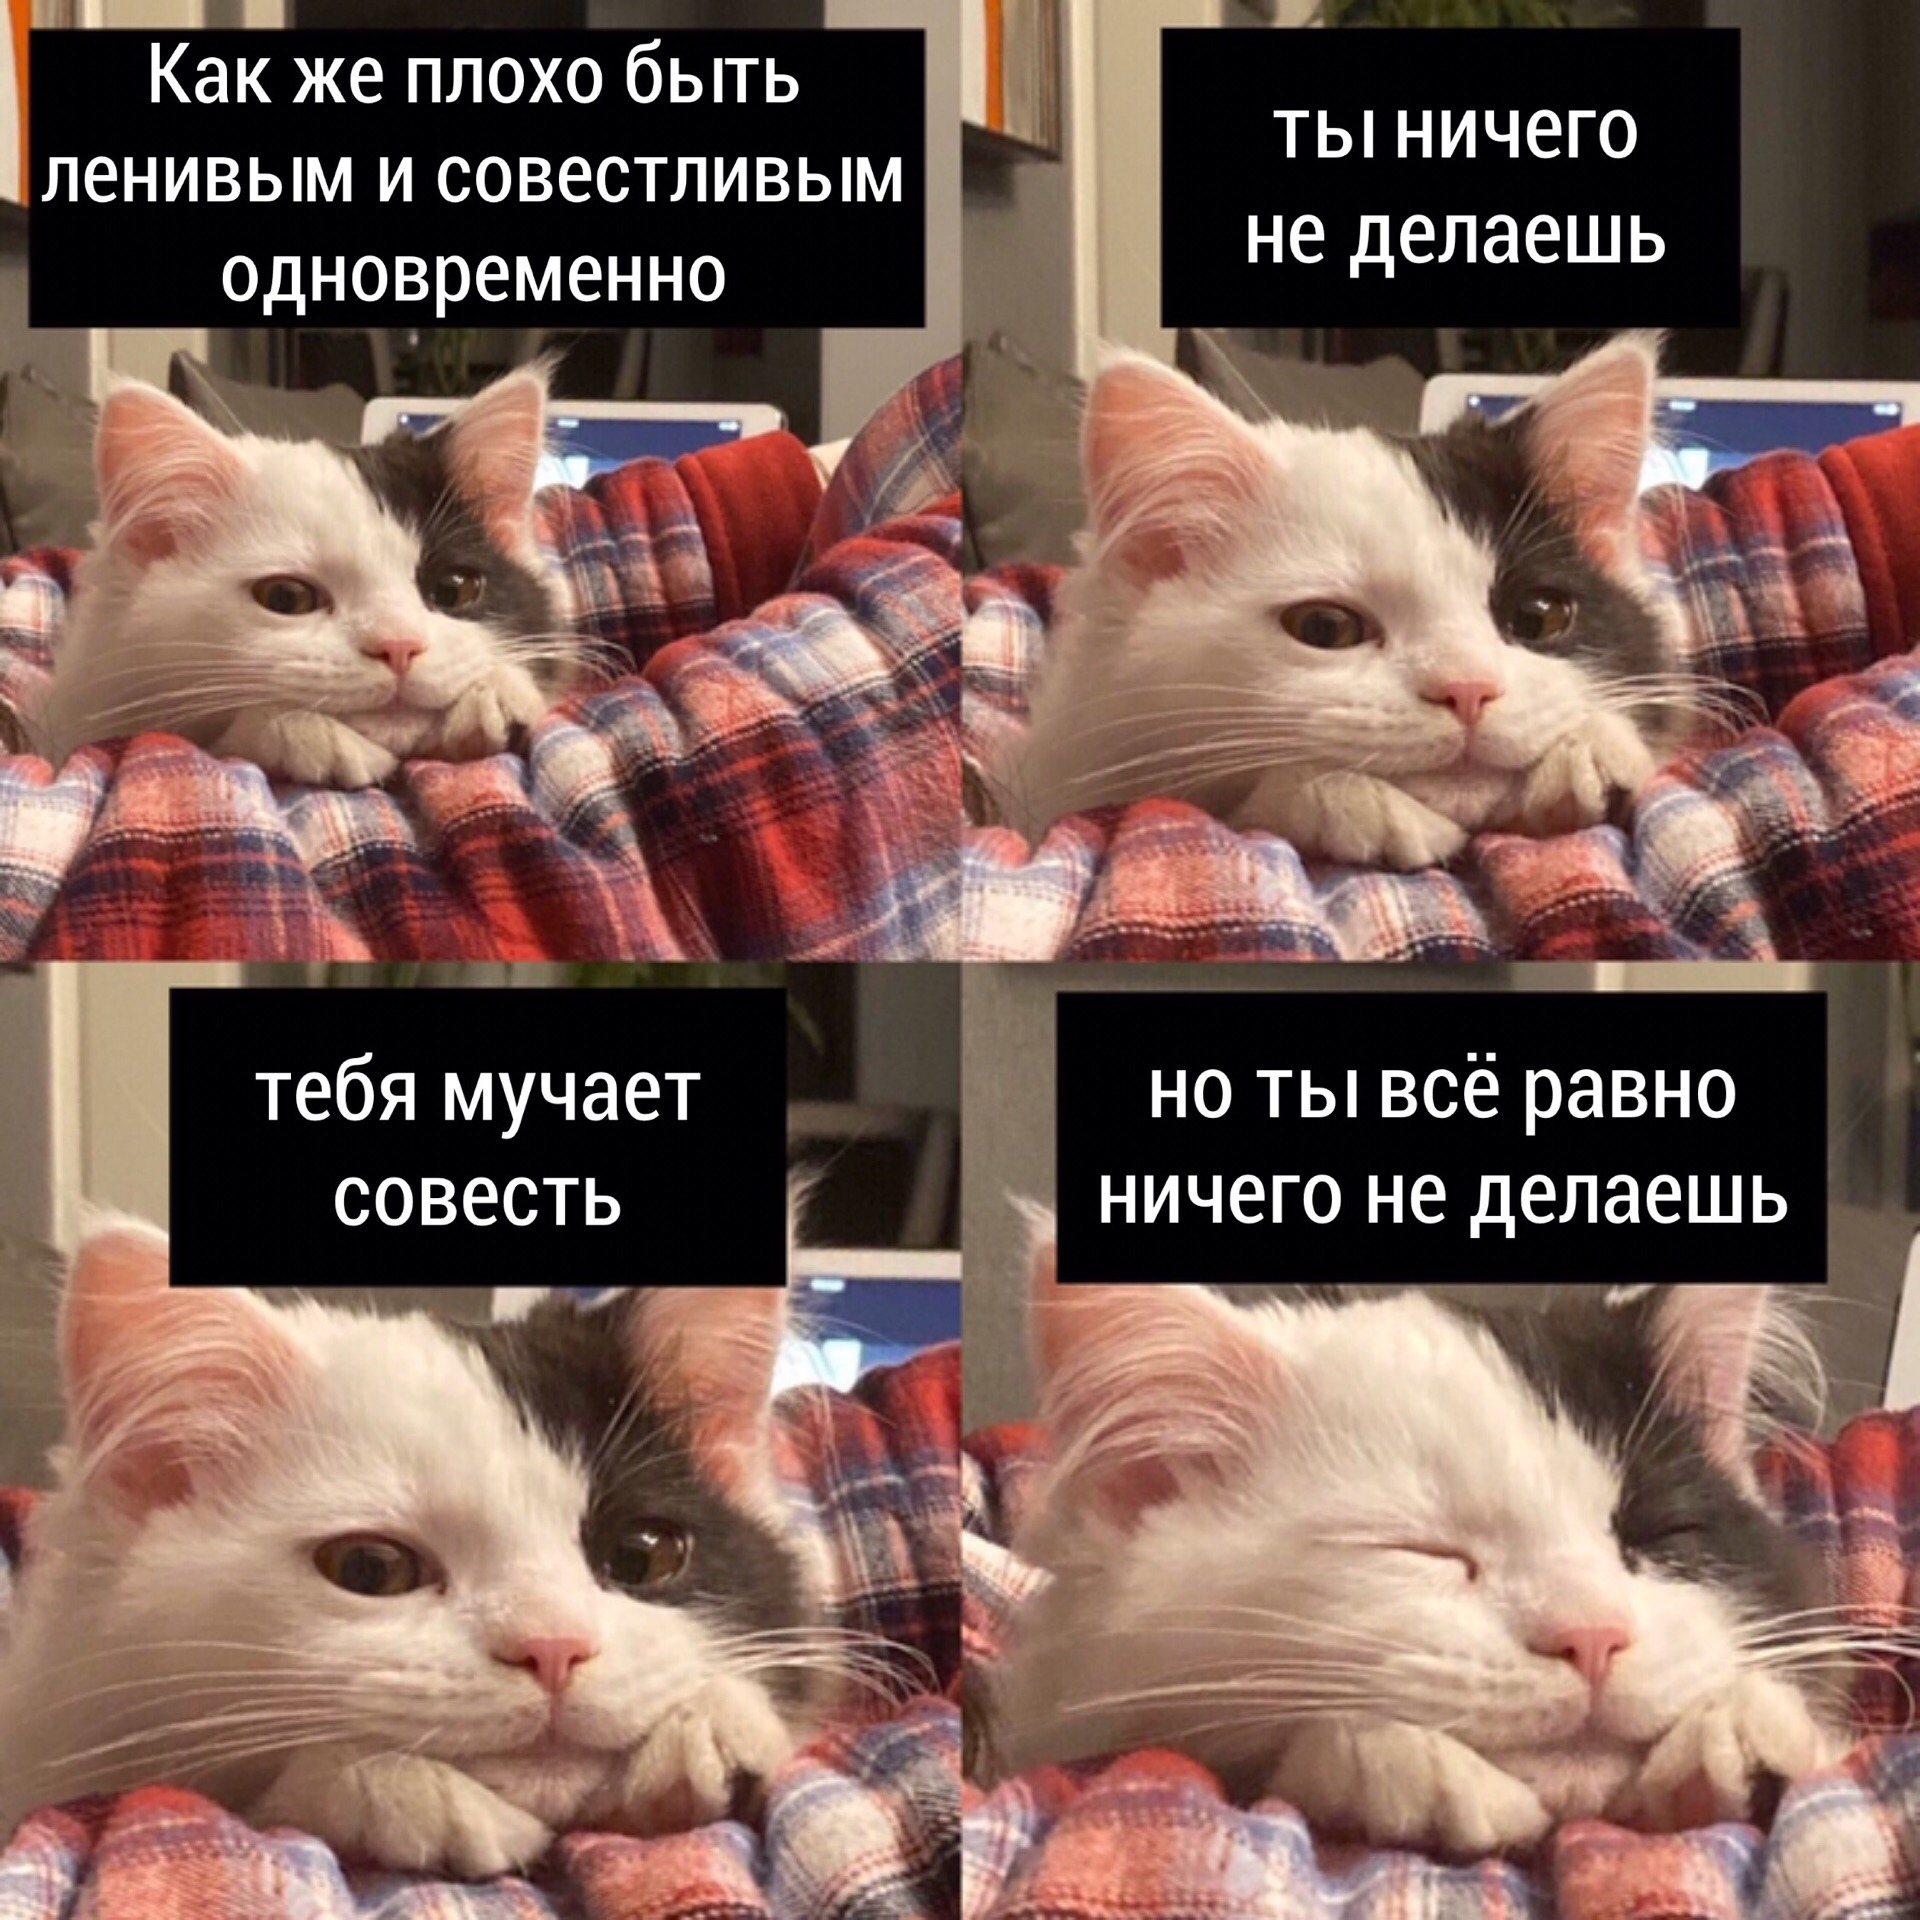 Как же плохо быть
ленивым и совестливым
одновременно
ты ничего
не делаешь
тебя мучает
совесть
но ты всё равно
ничего не делаешь